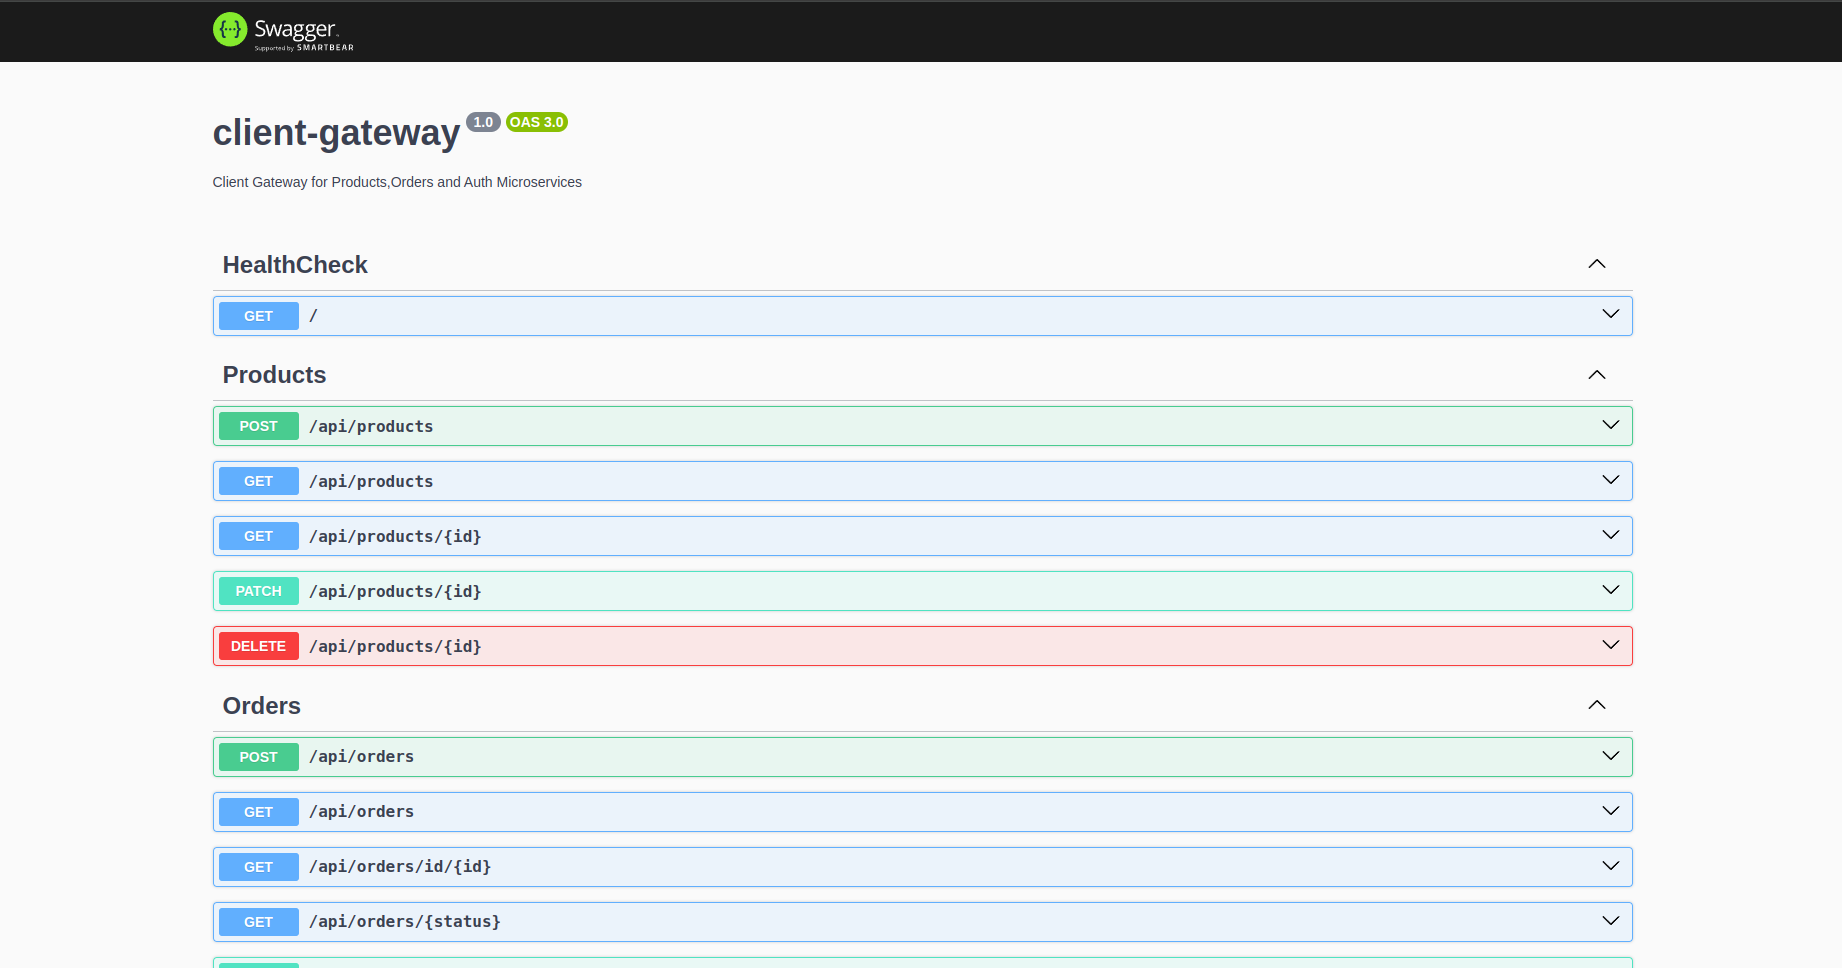 Swagger
Supported by SMARTBEAR
client-gateway 1.0 OAS 3.0
Client Gateway for Products,Orders and Auth Microservices
HealthCheck
GET /
Products
POST /api/products
GET /api/products
GET /api/products/{id}
PATCH /api/products/{id}
DELETE /api/products/{id}
Orders
POST /api/orders
GET /api/orders
GET /api/orders/id/{id}
GET /api/orders/{status}